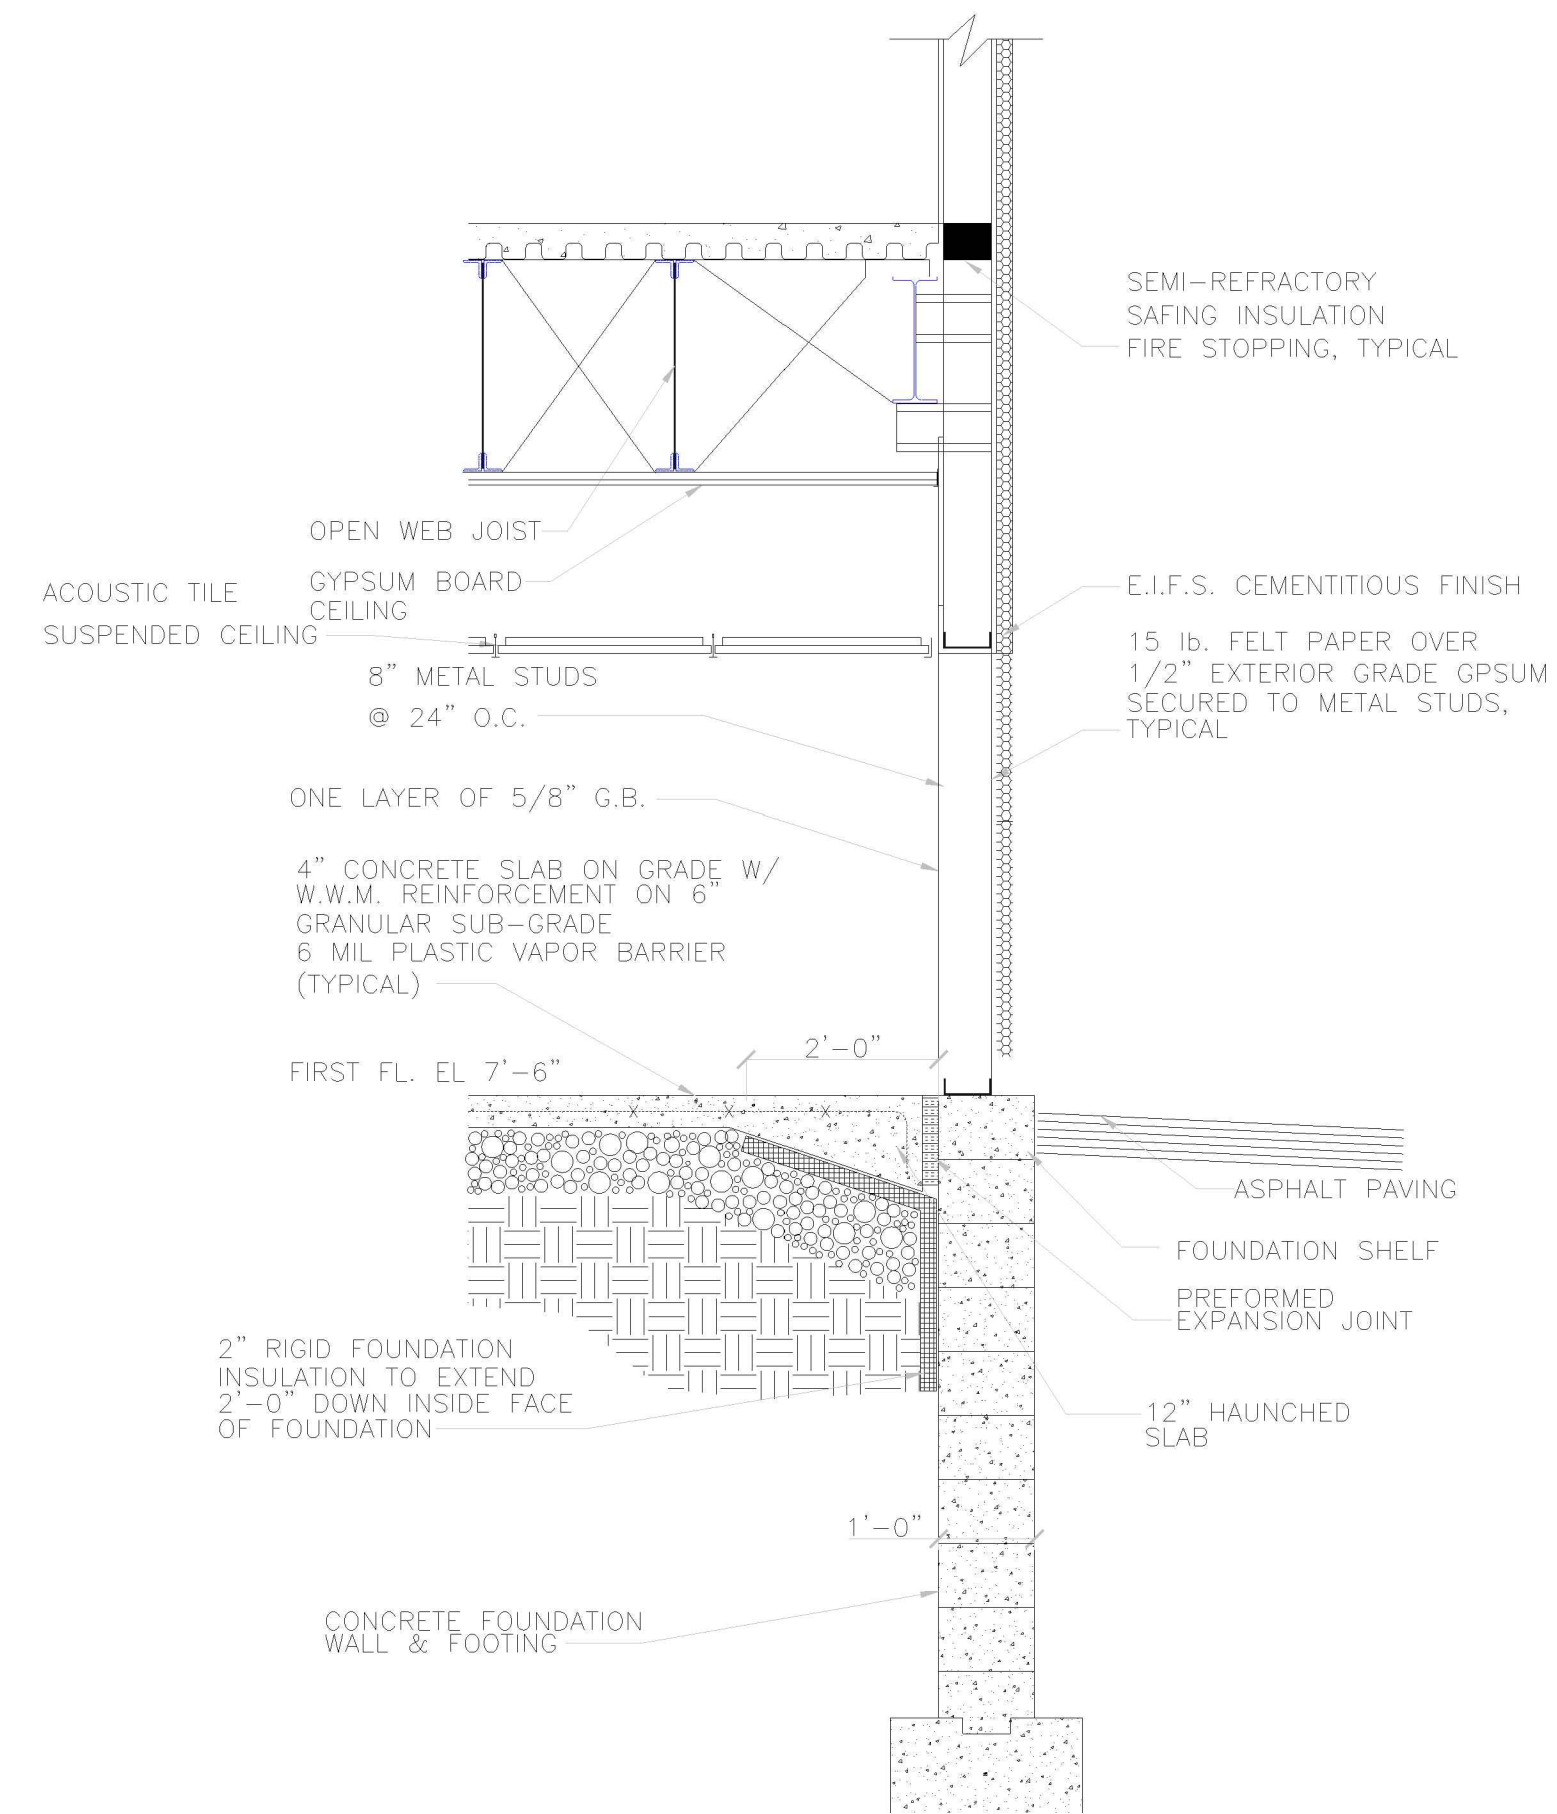 SEMI-REFRACTORY
SAFING INSULATION
FIRE STOPPING, TYPICAL
OPEN WEB JOIST
GYPSUM BOARD
CEILING
ACOUSTIC TILE
SUSPENDED CEILING
E.I.F.S. CEMENTITIOUS FINISH
15 lb. FELT PAPER OVER
1/2" EXTERIOR GRADE GPSUM
SECURED TO METAL STUDS,
TYPICAL
8" METAL STUDS
@ 24" O.C.
ONE LAYER OF 5/8" G.B.
4" CONCRETE SLAB ON GRADE W/
W.W.M. REINFORCEMENT ON 6"
GRANULAR SUB-GRADE
6 MIL PLASTIC VAPOR BARRIER
(TYPICAL)
2'-0"
FIRST FL. EL 7'-6"
ASPHALT PAVING
FOUNDATION SHELF
PREFORMED
EXPANSION JOINT
2" RIGID FOUNDATION
INSULATION TO EXTEND
2'-0" DOWN INSIDE FACE
OF FOUNDATION
12" HAUNCHED
SLAB
1'-0"
CONCRETE FOUNDATION
WALL & FOOTING